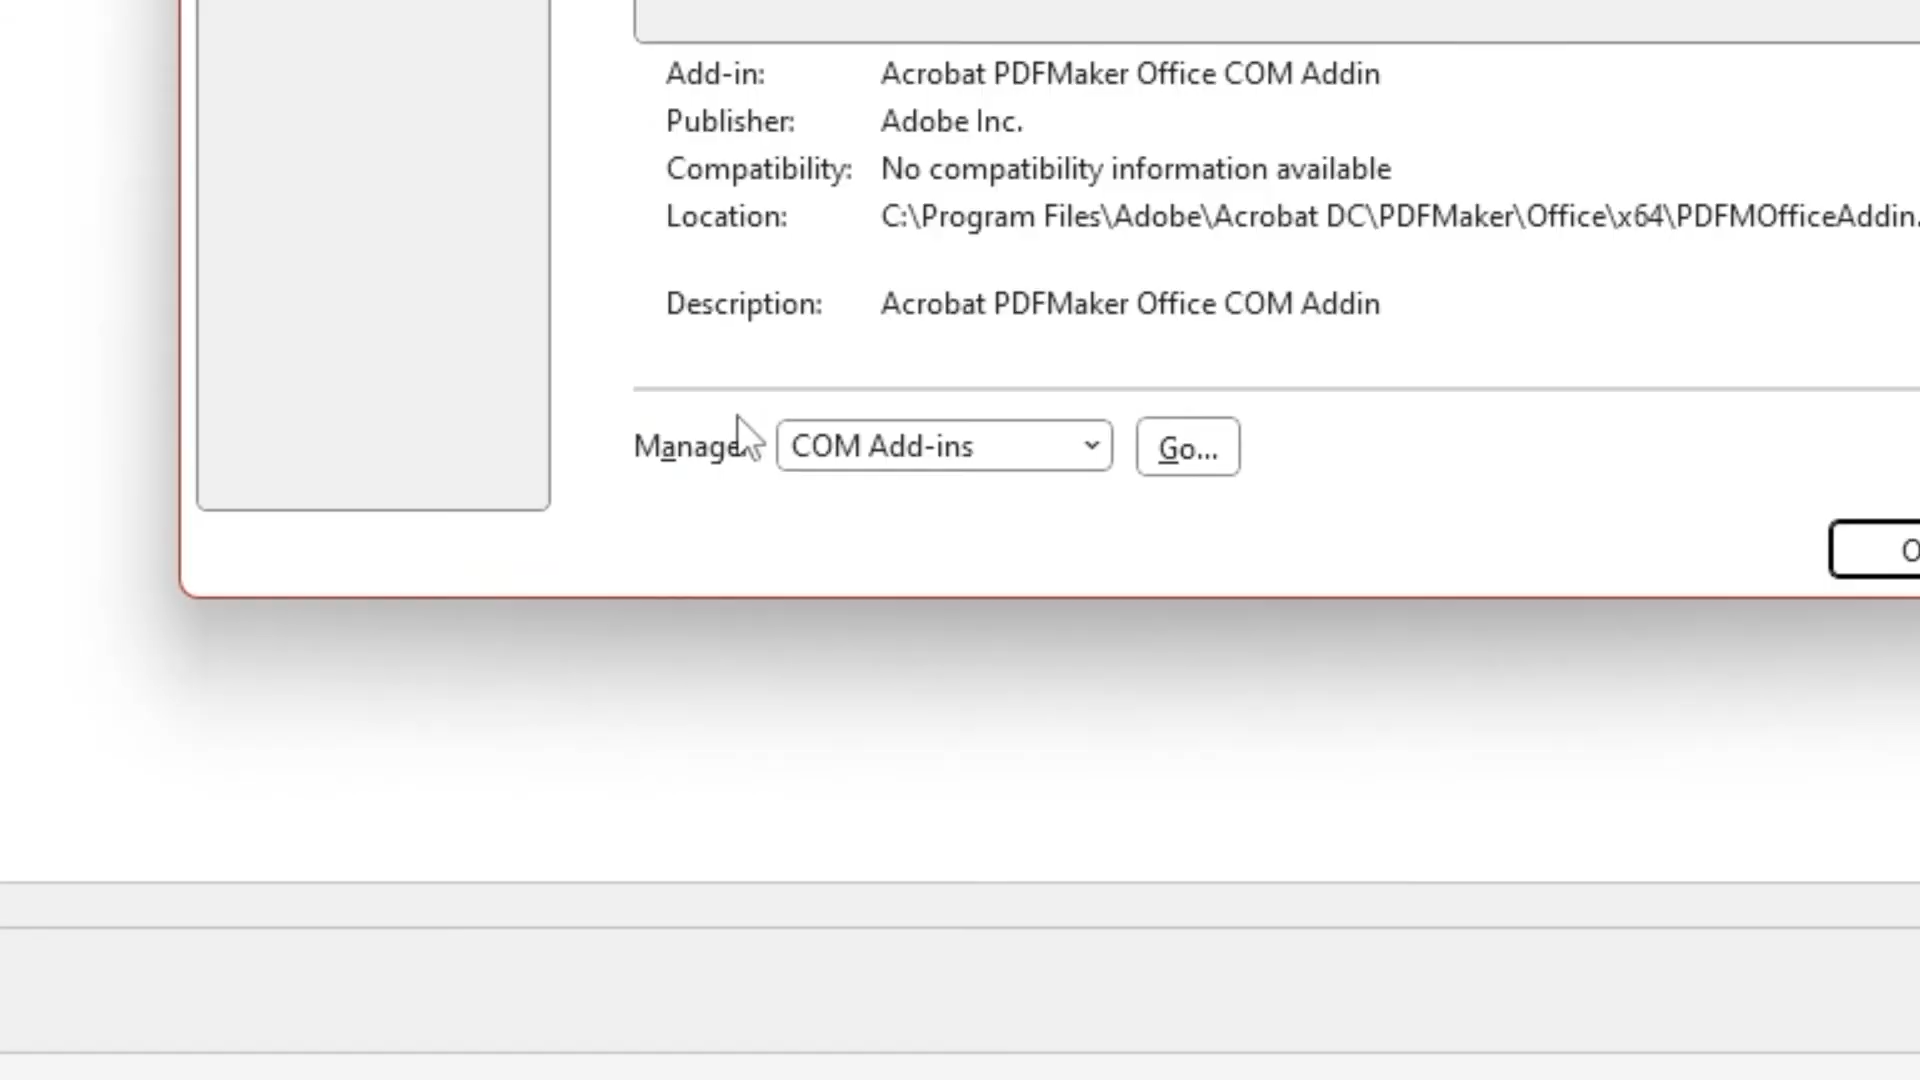 Add-in: Acrobat PDFMaker Office COM Addin
Publisher: Adobe Inc.
Compatibility: No compatibility information available
Location: C:\Program Files\Adobe\Acrobat DC\PDFMaker\Office\x64\PDFMOfficeAddin.
Description: Acrobat PDFMaker Office COM Addin
Manage COM Add-ins Go...